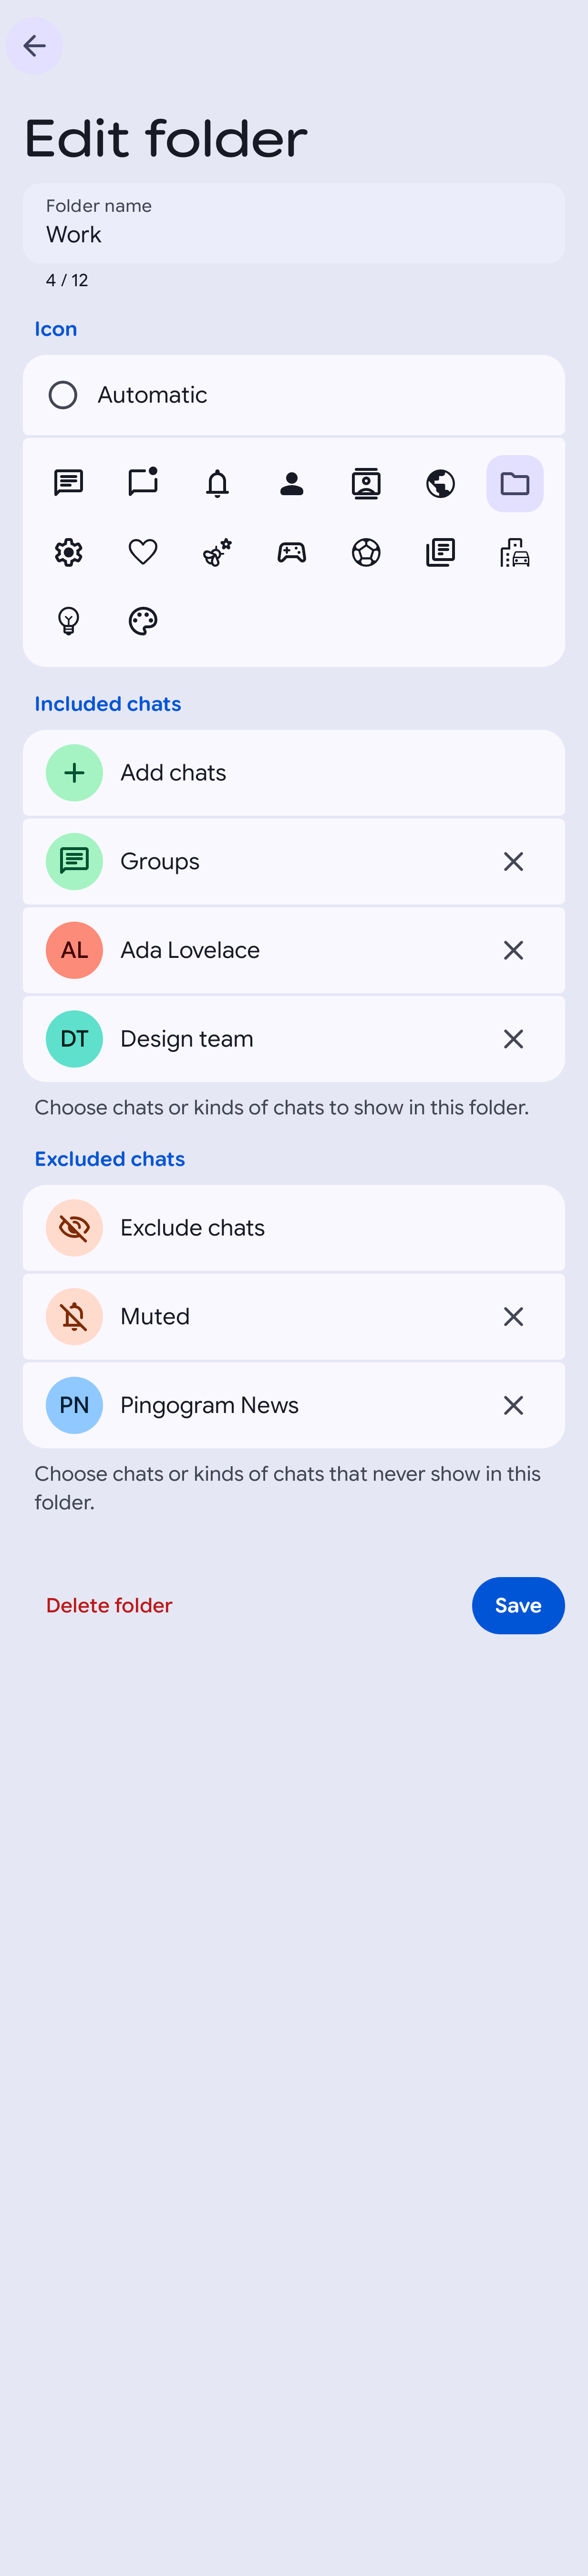 Edit folder
Folder name
Work
4 / 12
Icon
Automatic
Included chats
Add chats
Groups
AL Ada Lovelace
DT Design team
Choose chats or kinds of chats to show in this folder.
Excluded chats
Exclude chats
Muted
PN Pingogram News
Choose chats or kinds of chats that never show in this
folder.
Delete folder Save